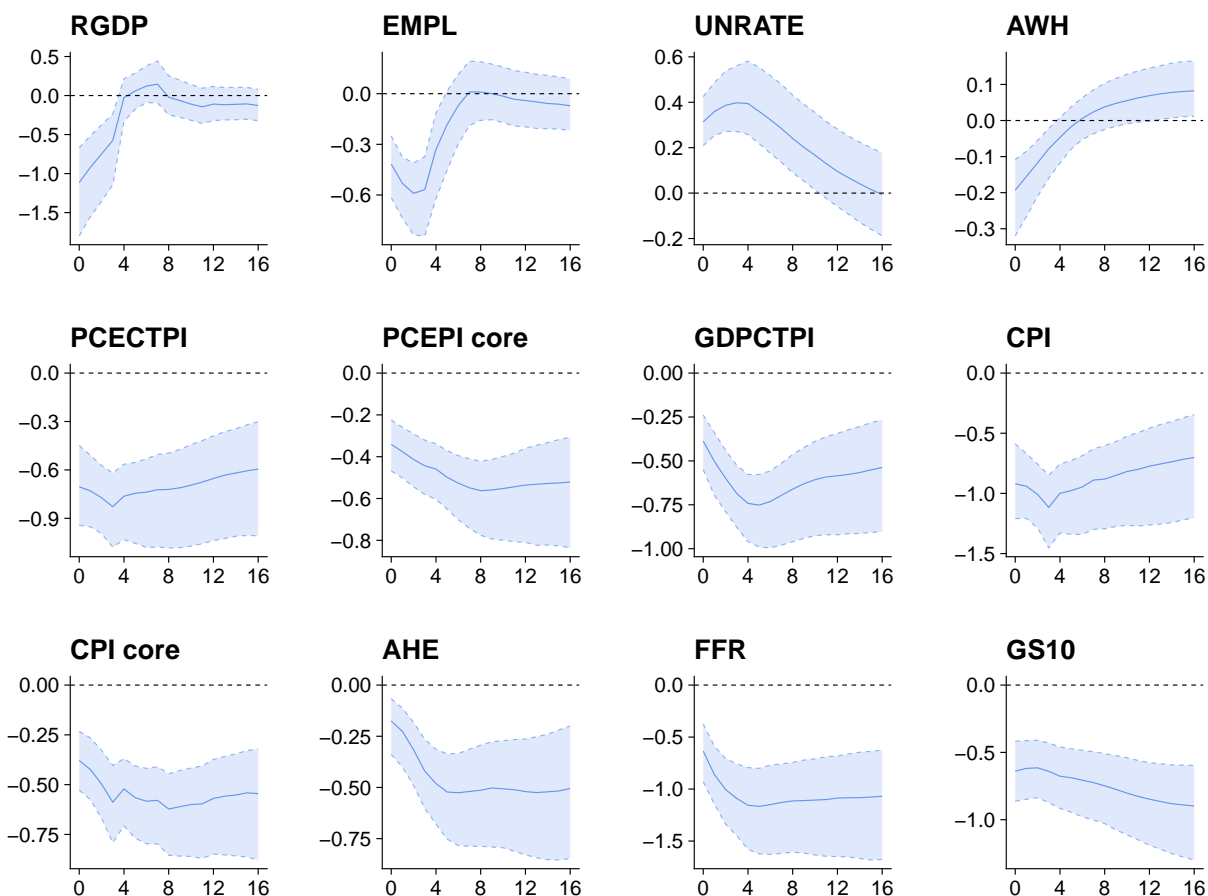 RGDP
0.5
0.0
−0.5
−1.0
−1.5
0 4 8 12 16
EMPL
0.0
−0.3
−0.6
0 4 8 12 16
UNRATE
0.6
0.4
0.2
0.0
−0.2
0 4 8 12 16
AWH
0.1
0.0
−0.1
−0.2
−0.3
0 4 8 12 16
PCECTPI
0.0
−0.3
−0.6
−0.9
0 4 8 12 16
PCEPI core
0.0
−0.2
−0.4
−0.6
−0.8
0 4 8 12 16
GDPCTPI
0.00
−0.25
−0.50
−0.75
−1.00
0 4 8 12 16
CPI
0.0
−0.5
−1.0
−1.5
0 4 8 12 16
CPI core
0.00
−0.25
−0.50
−0.75
0 4 8 12 16
AHE
0.00
−0.25
−0.50
−0.75
0 4 8 12 16
FFR
0.0
−0.5
−1.0
−1.5
0 4 8 12 16
GS10
0.0
−0.5
−1.0
0 4 8 12 16